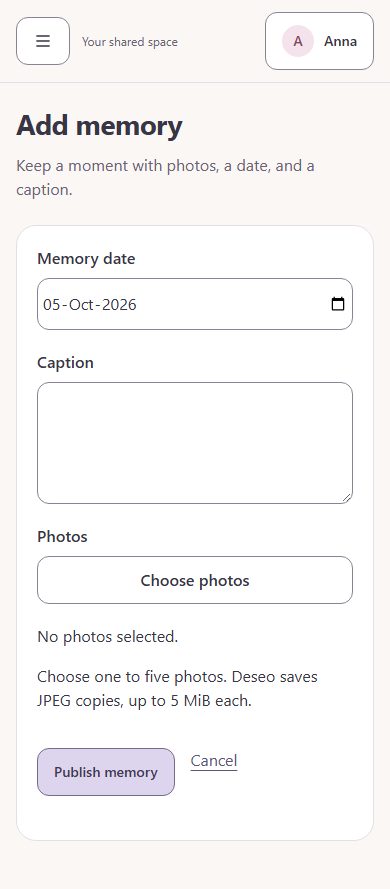 Your shared space
A
Anna
Add memory
Keep a moment with photos, a date, and a
caption.
Memory date
05-Oct-2026
Caption
Photos
Choose photos
No photos selected.
Choose one to five photos. Deseo saves
JPEG copies, up to 5 MiB each.
Publish memory
Cancel